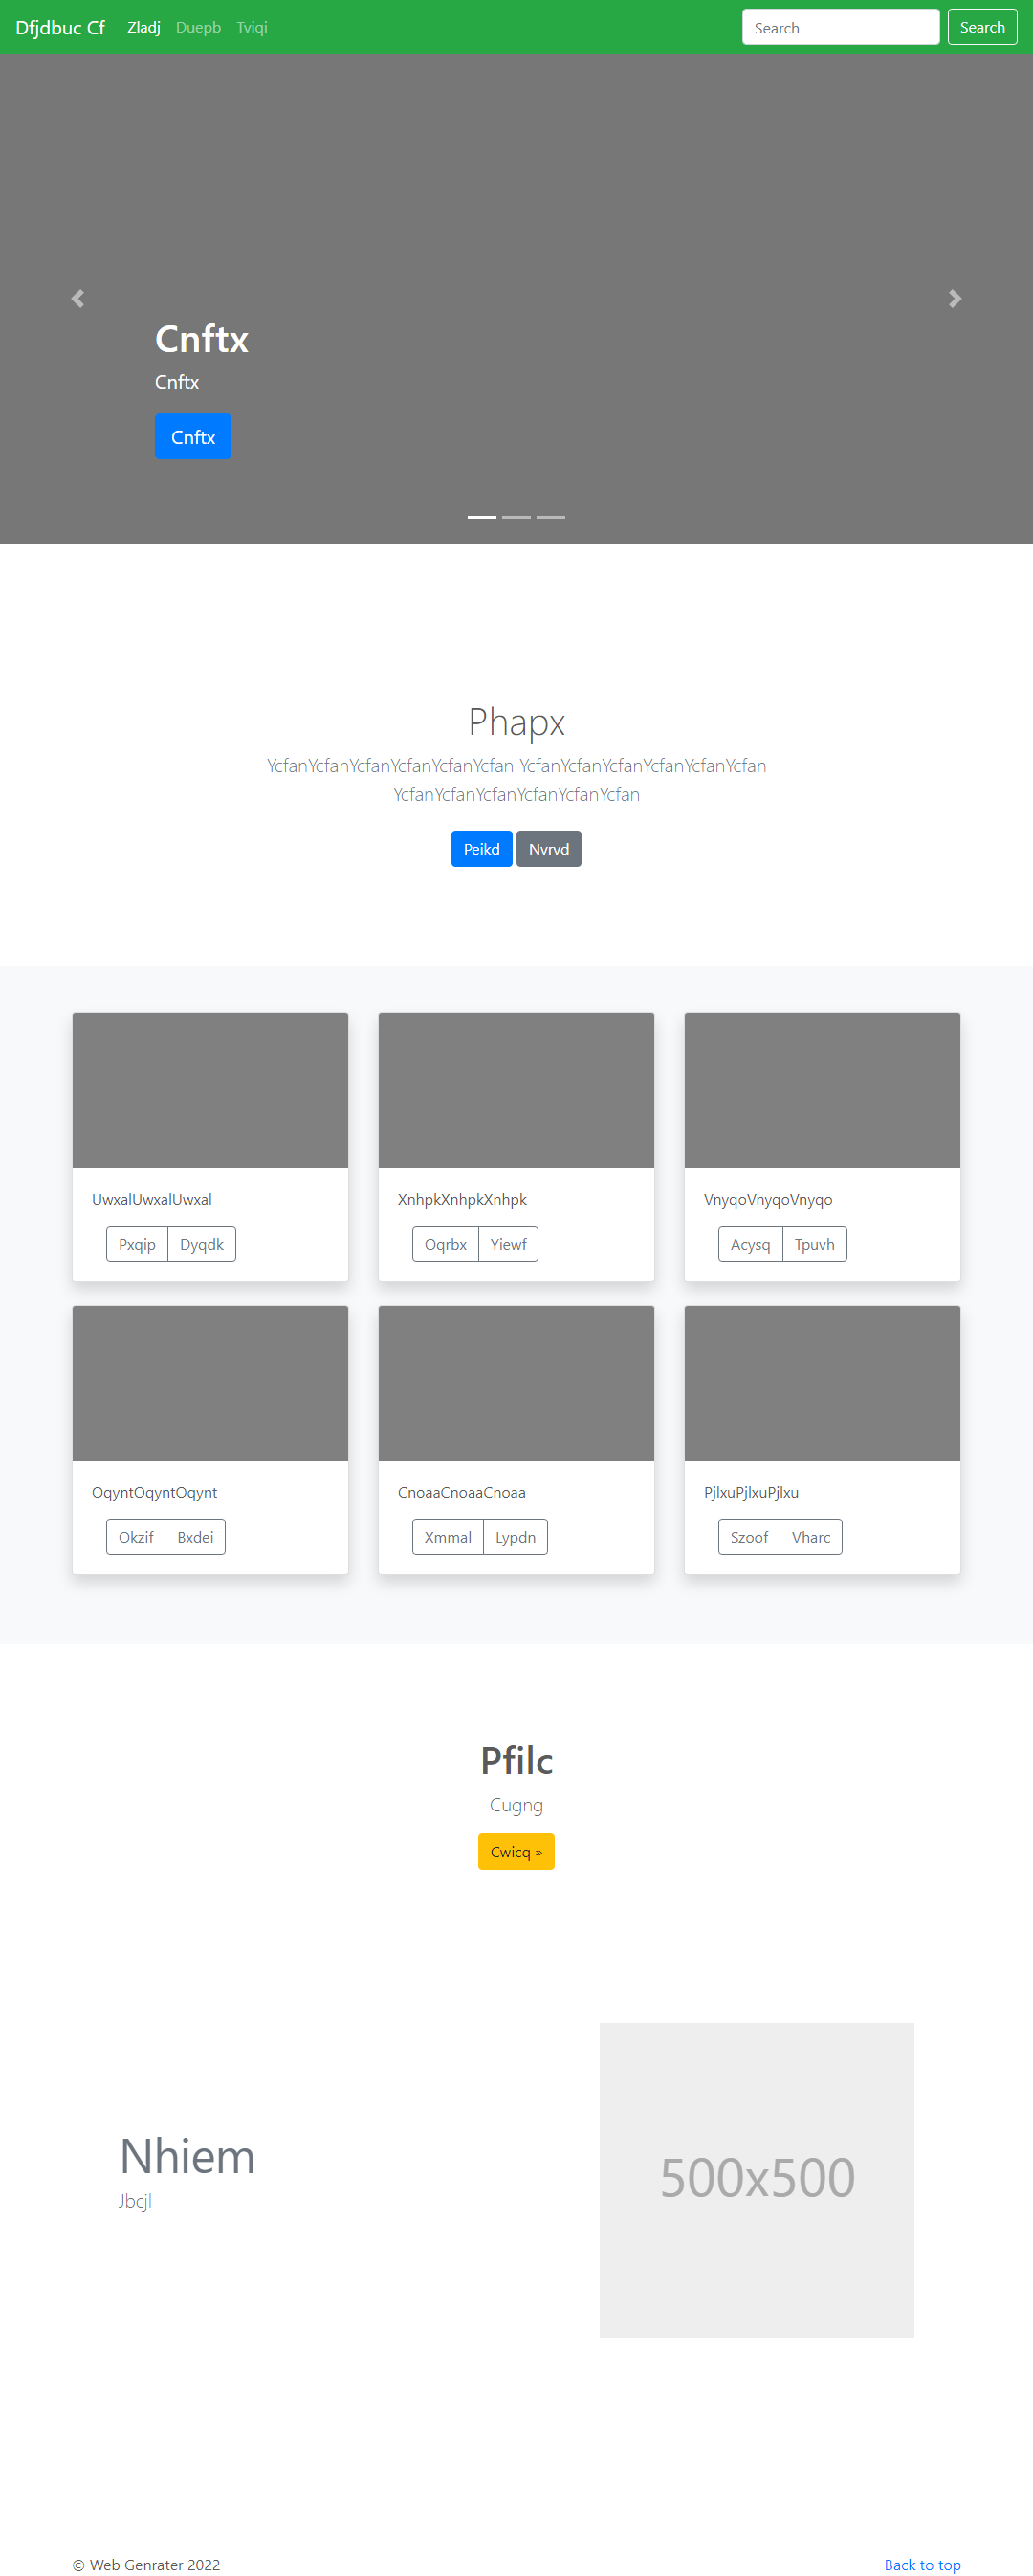 Dfjdbuc Cf Zladj Duepb Tviqi Search Search
Cnftx
Cnftx
Cnftx
Phapx
YcfanYcfanYcfanYcfanYcfanYcfan YcfanYcfanYcfanYcfanYcfanYcfan
YcfanYcfanYcfanYcfanYcfanYcfan
Peikd Nvrvd
UwxalUwxalUwxal
Pxqip Dyqdk
XnhpkXnhpkXnhpk
Oqrbx Yiewf
VnyqoVnyqoVnyqo
Acysq Tpuvh
OqyntOqyntOqynt
Okzif Bxdei
CnoaaCnoaaCnoaa
Xmmal Lypdn
PjlxuPjlxuPjlxu
Szoof Vharc
Pfilc
Cugng
Cwicq »
Nhiem
Jbcjl
500x500
© Web Genrater 2022
Back to top